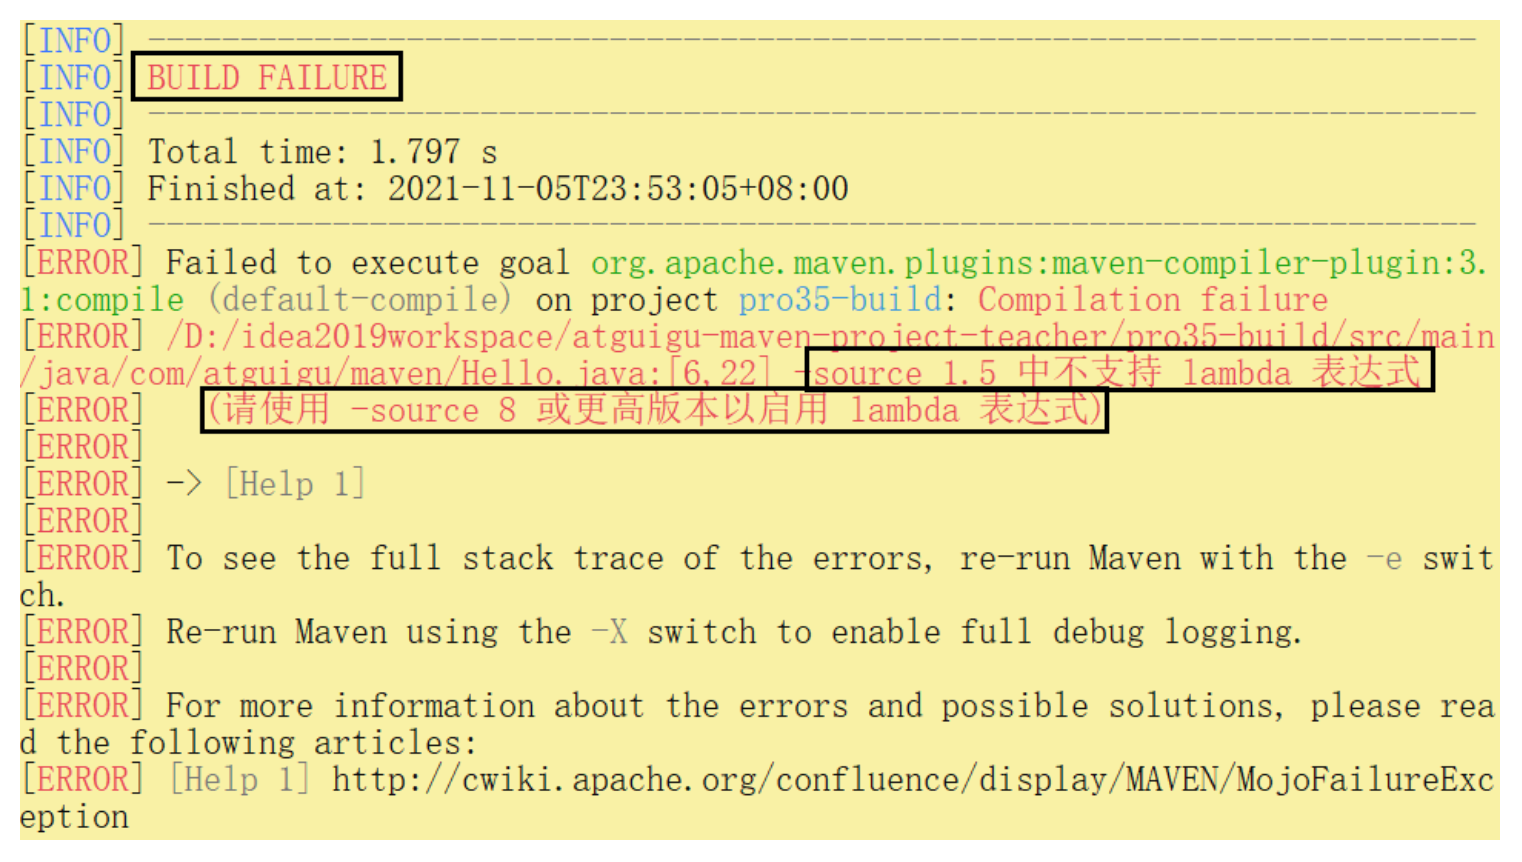 [INFO] ------------------------------------------------------------------------
[INFO] BUILD FAILURE
[INFO] ------------------------------------------------------------------------
[INFO] Total time: 1.797 s
[INFO] Finished at: 2021-11-05T23:53:05+08:00
[INFO] ------------------------------------------------------------------------
[ERROR] Failed to execute goal org.apache.maven.plugins:maven-compiler-plugin:3.
1:compile (default-compile) on project pro35-build: Compilation failure
[ERROR] /D:/idea2019workspace/atguigu-maven-project-teacher/pro35-build/src/main
/java/com/atguigu/maven/Hello.java:[6,22] -source 1.5 中不支持 lambda 表达式
[ERROR]   (请使用 -source 8 或更高版本以启用 lambda 表达式)
[ERROR]
[ERROR] -> [Help 1]
[ERROR]
[ERROR] To see the full stack trace of the errors, re-run Maven with the -e swit
ch.
[ERROR] Re-run Maven using the -X switch to enable full debug logging.
[ERROR]
[ERROR] For more information about the errors and possible solutions, please rea
d the following articles:
[ERROR] [Help 1] http://cwiki.apache.org/confluence/display/MAVEN/MojoFailureExc
eption